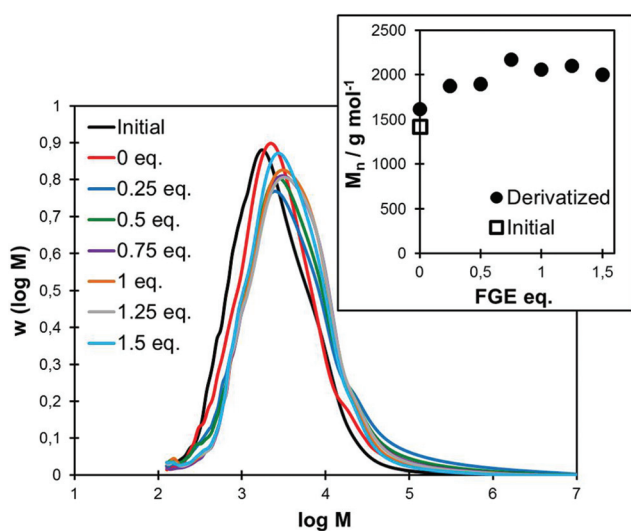 2500
2000
1500
1000
500
0
Mn / g mol-1
Derivatized
Initial
0 0,5 1 1,5
FGE eq.
1
0,9
0,8
0,7
0,6
0,5
0,4
0,3
0,2
0,1
0
w (log M)
Initial
0 eq.
0.25 eq.
0.5 eq.
0.75 eq.
1 eq.
1.25 eq.
1.5 eq.
1 2 3 4 5 6 7
log M